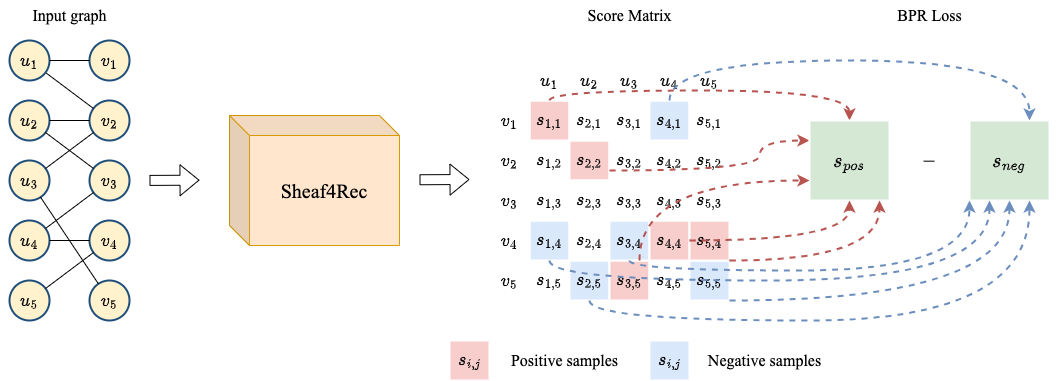 Input graph
Score Matrix
BPR Loss
u1 v1
u2 v2
u3 v3
u4 v4
u5 v5
Sheaf4Rec
u1 u2 u3 u4 u5
v1 s1,1 s2,1 s3,1 s4,1 s5,1
v2 s1,2 s2,2 s3,2 s4,2 s5,2
v3 s1,3 s2,3 s3,3 s4,3 s5,3
v4 s1,4 s2,4 s3,4 s4,4 s5,4
v5 s1,5 s2,5 s3,5 s4,5 s5,5
spos − sneg
si,j Positive samples si,j Negative samples